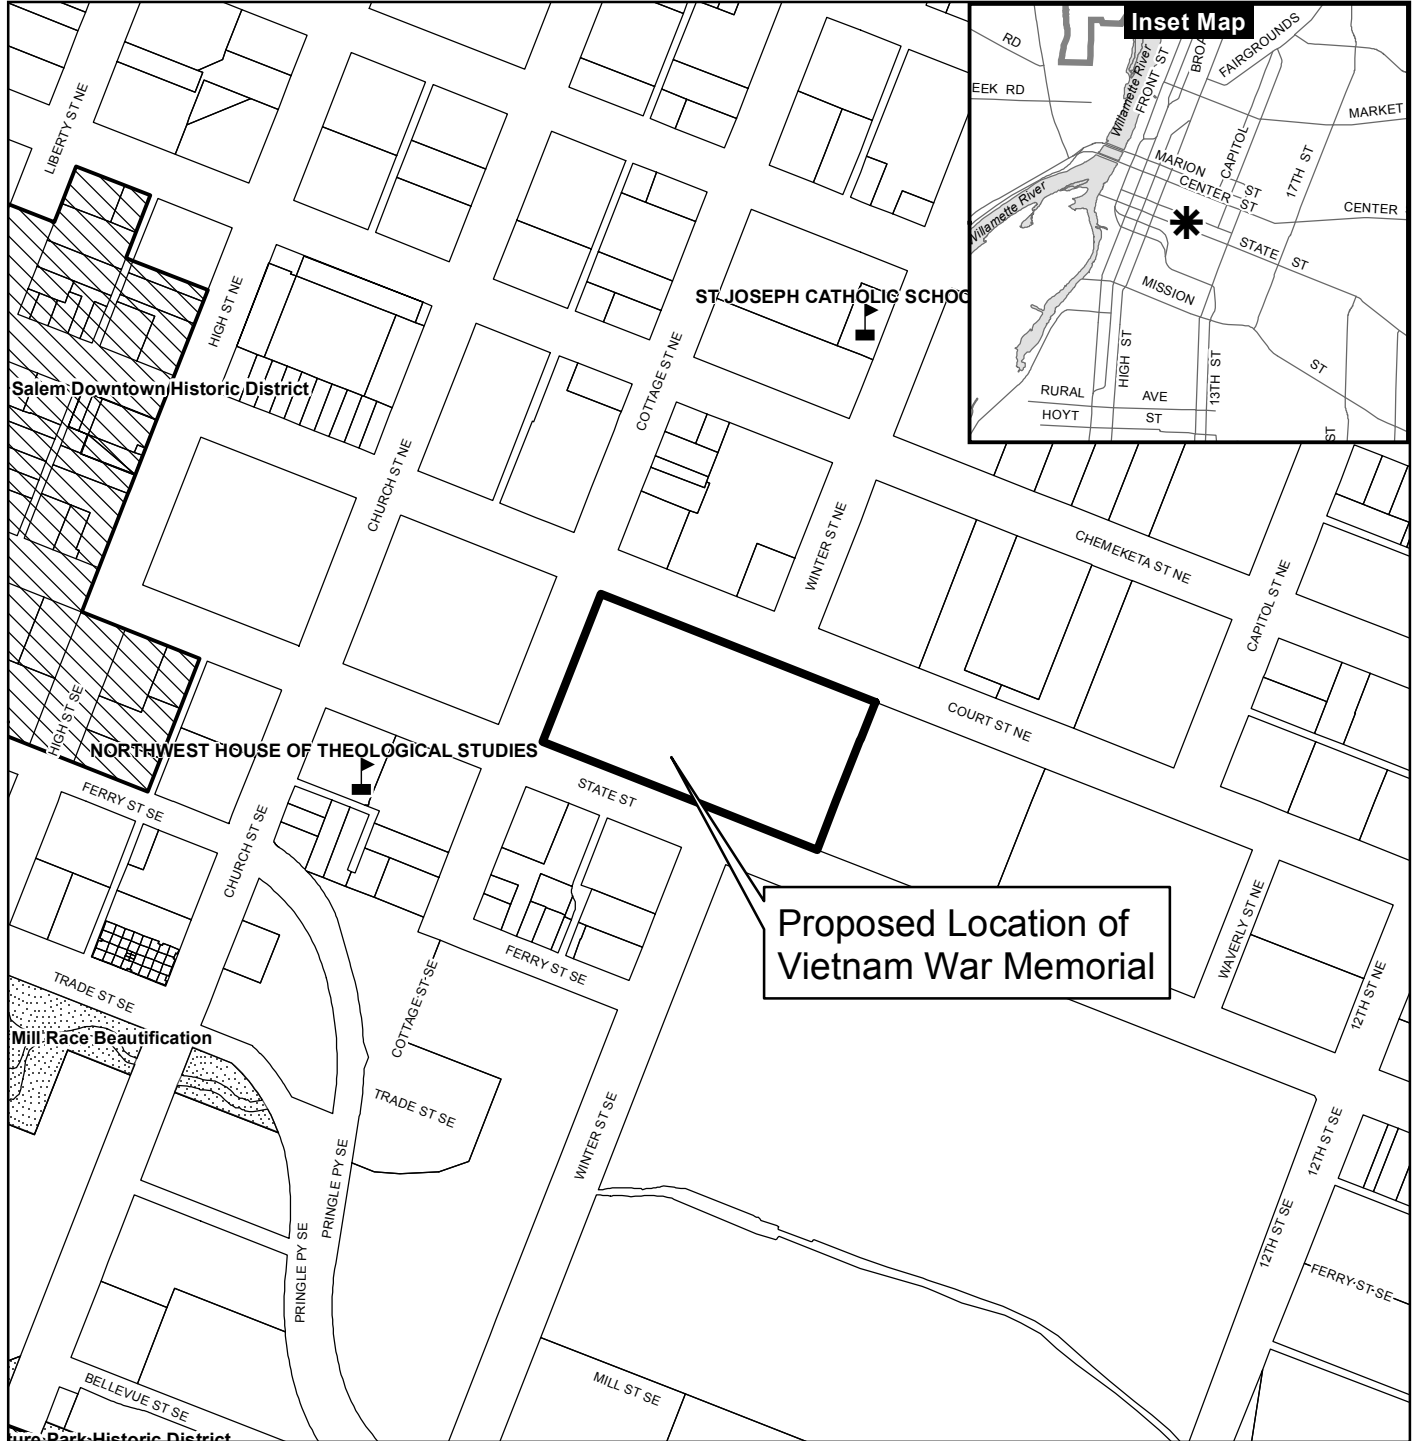 Inset Map
RD
EEK RD
Willamette River
FRONT ST
FAIRGROUNDS
MARKET
MARION ST
CENTER ST
CAPITOL
17TH ST
CENTER
Willamette River
STATE ST
MISSION
ST
HIGH ST
13TH ST
RURAL AVE
HOYT ST
ST
LIBERTY ST NE
HIGH ST NE
ST JOSEPH CATHOLIC SCHOO
COTTAGE ST NE
Salem Downtown Historic District
CHURCH ST NE
WINTER ST NE
CHEMEKETA ST NE
CAPITOL ST NE
COURT ST NE
HIGH ST SE
NORTHWEST HOUSE OF THEOLOGICAL STUDIES
FERRY ST SE
STATE ST
CHURCH ST SE
Proposed Location of
Vietnam War Memorial
WAVERLY ST NE
12TH ST NE
FERRY ST SE
TRADE ST SE
COTTAGE ST SE
Mill Race Beautification
TRADE ST SE
WINTER ST SE
12TH ST SE
PRINGLE PY SE
PRINGLE PY SE
12TH ST SE
FERRY ST SE
MILL ST SE
BELLEVUE ST SE
ture Park Historic District